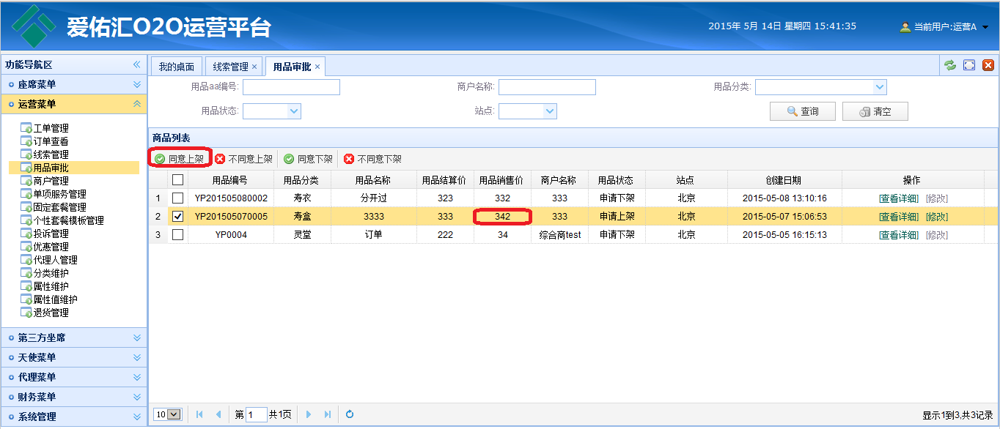 爱佑汇O2O运营平台
2015年 5月 14日 星期四 15:41:35
当前用户:运营A
功能导航区
座席菜单
运营菜单
工单管理
订单查看
线索管理
用品审批
商户管理
单项服务管理
固定套餐管理
个性套餐模板管理
投诉管理
优惠管理
代理人管理
分类维护
属性维护
属性值维护
退货管理
第三方坐席
天使菜单
代理菜单
财务菜单
系统管理
我的桌面 线索管理 × 用品审批 ×
用品aa编号: 商户名称: 用品分类:
用品状态: 站点: 查询 清空
商品列表
同意上架 不同意上架 同意下架 不同意下架
用品编号 用品分类 用品名称 用品结算价 用品销售价 商户名称 用品状态 站点 创建日期 操作
1 YP201505080002 寿衣 分开过 323 332 333 申请下架 北京 2015-05-08 13:10:16 [查看详细] [修改]
2 YP201505070005 寿盒 3333 333 342 333 申请上架 北京 2015-05-07 15:06:53 [查看详细] [修改]
3 YP0004 灵堂 订单 222 34 综合商test 申请下架 北京 2015-05-05 16:15:13 [查看详细] [修改]
10 第 1 共1页 显示1到3,共3记录